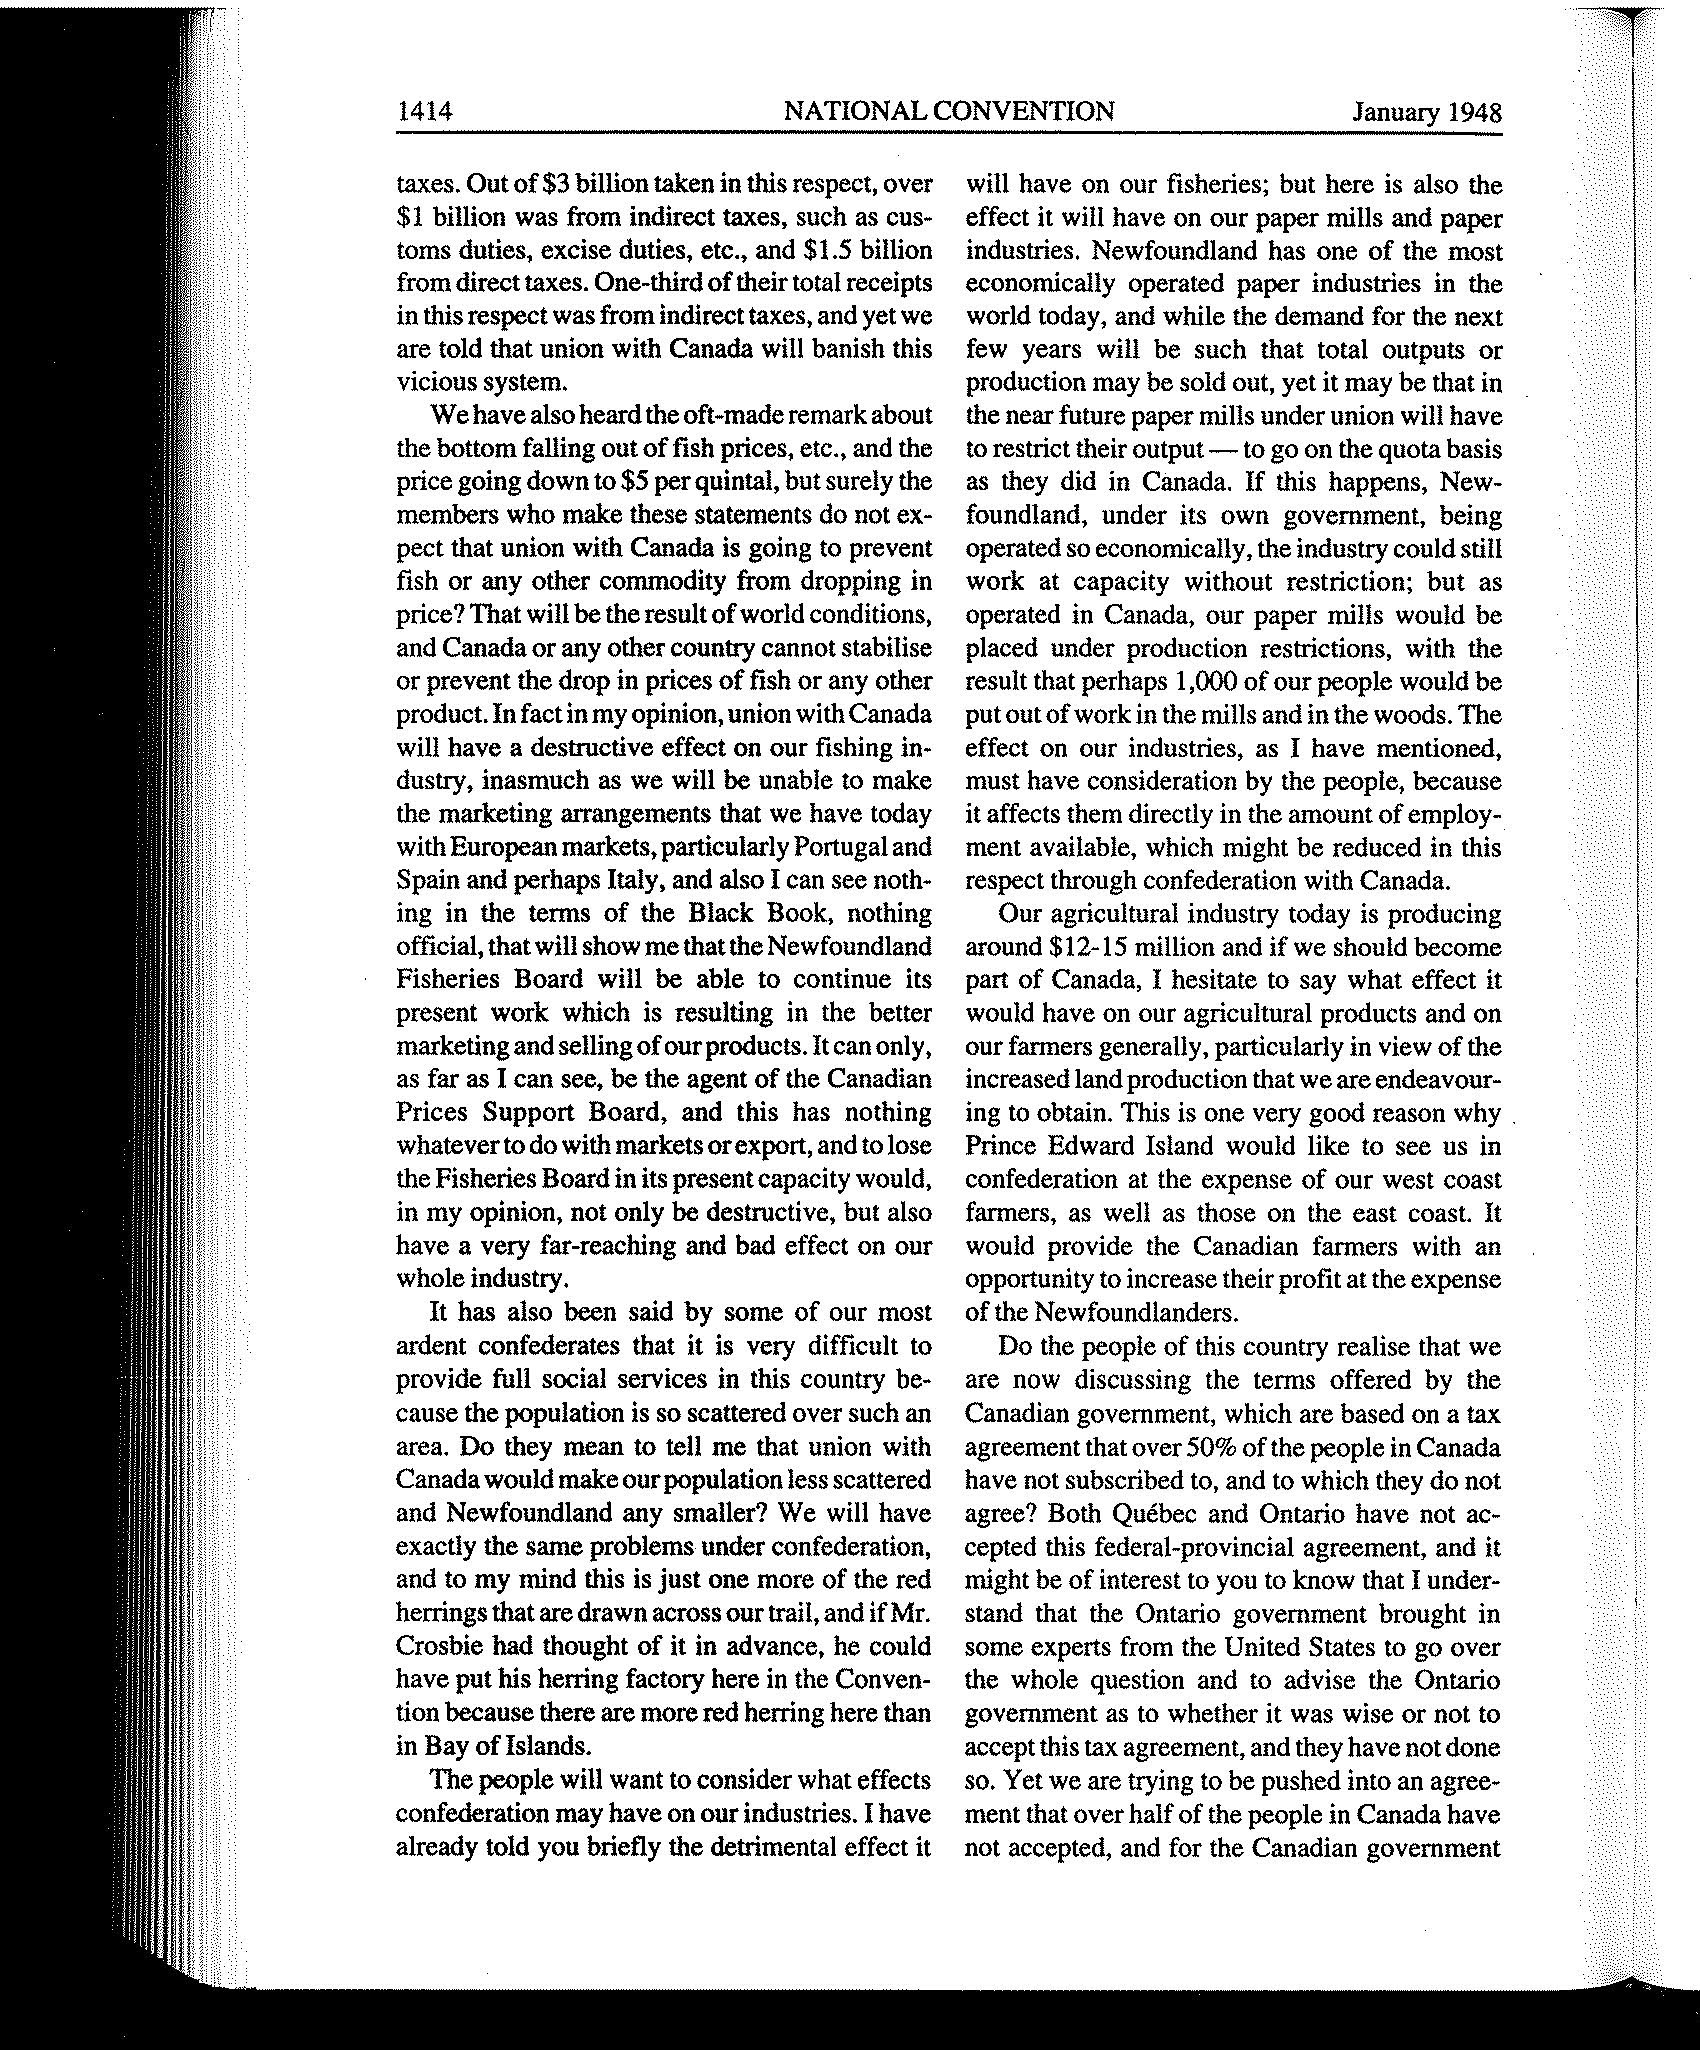 1414 NATIONAL CONVENTION January 1948
taxes. Out of $3 billion taken in this respect, over
$1 billion was from indirect taxes, such as cus-
toms duties, excise duties, etc., and $1.5 billion
from direct taxes. One-third of their total receipts
in this respect was from indirect taxes, and yet we
are told that union with Canada will banish this
vicious system.
We have also heard the oft-made remark about
the bottom falling out of fish prices, etc., and the
price going down to $5 per quintal, but surely the
members who make these statements do not ex-
pect that union with Canada is going to prevent
fish or any other commodity from dropping in
price? That will be the result of world conditions,
and Canada or any other country cannot stabilise
or prevent the drop in prices of fish or any other
product. In fact in my opinion, union with Canada
will have a destructive effect on our fishing in-
dustry, inasmuch as we will be unable to make
the marketing arrangements that we have today
with European markets, particularly Portugal and
Spain and perhaps Italy, and also I can see noth-
ing in the terms of the Black Book, nothing
official, that will show me that the Newfoundland
Fisheries Board will be able to continue its
present work which is resulting in the better
marketing and selling of our products. It can only,
as far as I can see, be the agent of the Canadian
Prices Support Board, and this has nothing
whatever to do with markets or export, and to lose
the Fisheries Board in its present capacity would,
in my opinion, not only be destructive, but also
have a very far-reaching and bad effect on our
whole industry.
It has also been said by some of our most
ardent confederates that it is very difficult to
provide full social services in this country be-
cause the population is so scattered over such an
area. Do they mean to tell me that union with
Canada would make our population less scattered
and Newfoundland any smaller? We will have
exactly the same problems under confederation,
and to my mind this is just one more of the red
herrings that are drawn across our trail, and if Mr.
Crosbie had thought of it in advance, he could
have put his herring factory here in the Conven-
tion because there are more red herring here than
in Bay of Islands.
The people will want to consider what effects
confederation may have on our industries. I have
already told you briefly the detrimental effect it
will have on our fisheries; but here is also the
effect it will have on our paper mills and paper
industries. Newfoundland has one of the most
economically operated paper industries in the
world today, and while the demand for the next
few years will be such that total outputs or
production may be sold out, yet it may be that in
the near future paper mills under union will have
to restrict their output — to go on the quota basis
as they did in Canada. If this happens, New-
foundland, under its own government, being
operated so economically, the industry could still
work at capacity without restriction; but as
operated in Canada, our paper mills would be
placed under production restrictions, with the
result that perhaps 1,000 of our people would be
put out of work in the mills and in the woods. The
effect on our industries, as I have mentioned,
must have consideration by the people, because
it affects them directly in the amount of employ-
ment available, which might be reduced in this
respect through confederation with Canada.
Our agricultural industry today is producing
around $12-15 million and if we should become
part of Canada, I hesitate to say what effect it
would have on our agricultural products and on
our farmers generally, particularly in view of the
increased land production that we are endeavour-
ing to obtain. This is one very good reason why
Prince Edward Island would like to see us in
confederation at the expense of our west coast
farmers, as well as those on the east coast. It
would provide the Canadian farmers with an
opportunity to increase their profit at the expense
of the Newfoundlanders.
Do the people of this country realise that we
are now discussing the terms offered by the
Canadian government, which are based on a tax
agreement that over 50% of the people in Canada
have not subscribed to, and to which they do not
agree? Both Québec and Ontario have not ac-
cepted this federal-provincial agreement, and it
might be of interest to you to know that I under-
stand that the Ontario government brought in
some experts from the United States to go over
the whole question and to advise the Ontario
government as to whether it was wise or not to
accept this tax agreement, and they have not done
so. Yet we are trying to be pushed into an agree-
ment that over half of the people in Canada have
not accepted, and for the Canadian government